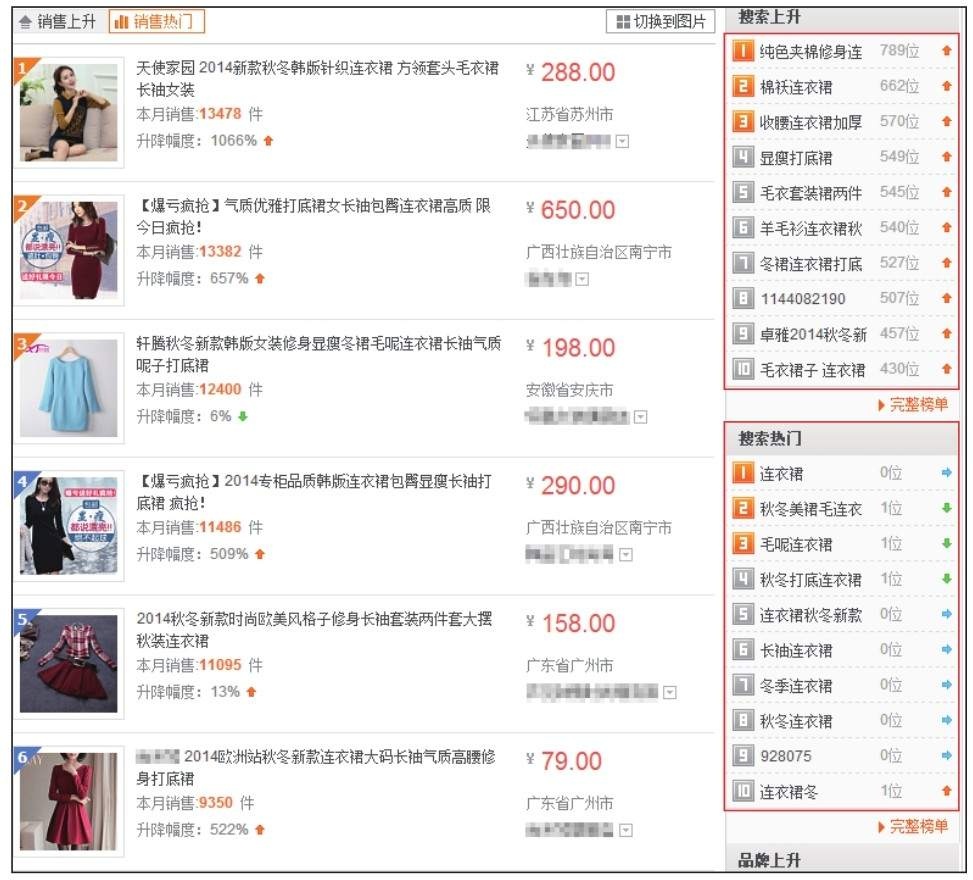 销售上升
销售热门
切换到图片
1
天使家园 2014新款秋冬韩版针织连衣裙 方领套头毛衣裙
长袖女装
本月销售:13478 件
升降幅度: 1066%
¥ 288.00
江苏省苏州市
2
【爆亏疯抢】气质优雅打底裙女长袖包臀连衣裙高质 限
今日疯抢!
本月销售:13382 件
升降幅度: 657%
¥ 650.00
广西壮族自治区南宁市
都说漂亮!!
3
轩腾秋冬新款韩版女装修身显瘦冬裙毛呢连衣裙长袖气质
呢子打底裙
本月销售:12400 件
升降幅度: 6%
¥ 198.00
安徽省安庆市
4
【爆亏疯抢】2014专柜品质韩版连衣裙包臀显瘦长袖打
底裙 疯抢!
本月销售:11486 件
升降幅度: 509%
¥ 290.00
广西壮族自治区南宁市
都说漂亮!!
5
2014秋冬新款时尚欧美风格子修身长袖套装两件套大摆
秋装连衣裙
本月销售:11095 件
升降幅度: 13%
¥ 158.00
广东省广州市
6
2014欧洲站秋冬新款连衣裙大码长袖气质高腰修
身打底裙
本月销售:9350 件
升降幅度: 522%
¥ 79.00
广东省广州市
搜索上升
1 纯色夹棉修身连 789位
2 棉袄连衣裙 662位
3 收腰连衣裙加厚 570位
4 显瘦打底裙 549位
5 毛衣套装裙两件 545位
6 羊毛衫连衣裙秋 540位
7 冬裙连衣裙打底 527位
8 1144082190 507位
9 卓雅2014秋冬新 457位
10 毛衣裙子 连衣裙 430位
完整榜单
搜索热门
1 连衣裙 0位
2 秋冬美裙毛连衣 1位
3 毛呢连衣裙 1位
4 秋冬打底连衣裙 1位
5 连衣裙秋冬新款 0位
6 长袖连衣裙 0位
7 冬季连衣裙 0位
8 秋冬连衣裙 0位
9 928075 0位
10 连衣裙冬 1位
完整榜单
品牌上升